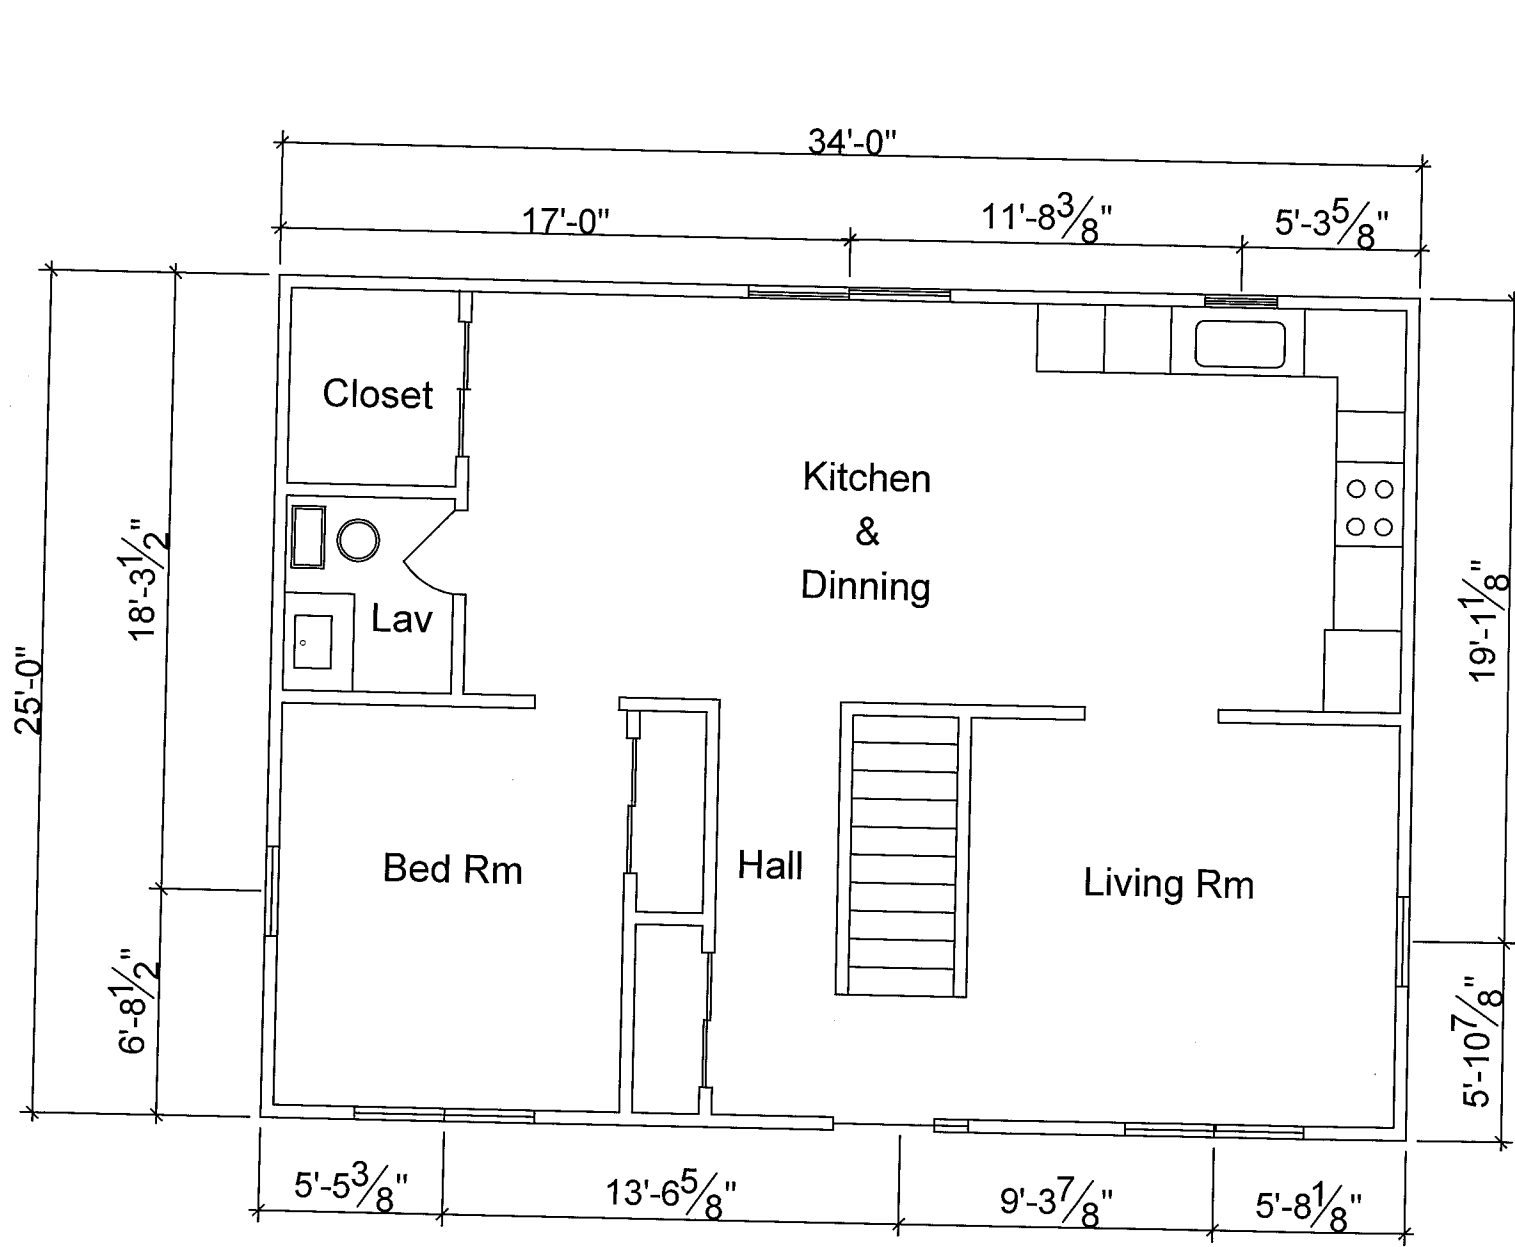 34'-0"
17'-0"
11'-8 3/8"
5'-3 5/8"
Closet
Kitchen
&
Dinning
18'-3 1/2"
Lav
19'-1 1/8"
25'-0"
Bed Rm
Hall
Living Rm
6'-8 1/2"
5'-10 7/8"
5'-5 3/8"
13'-6 5/8"
9'-3 7/8"
5'-8 1/8"